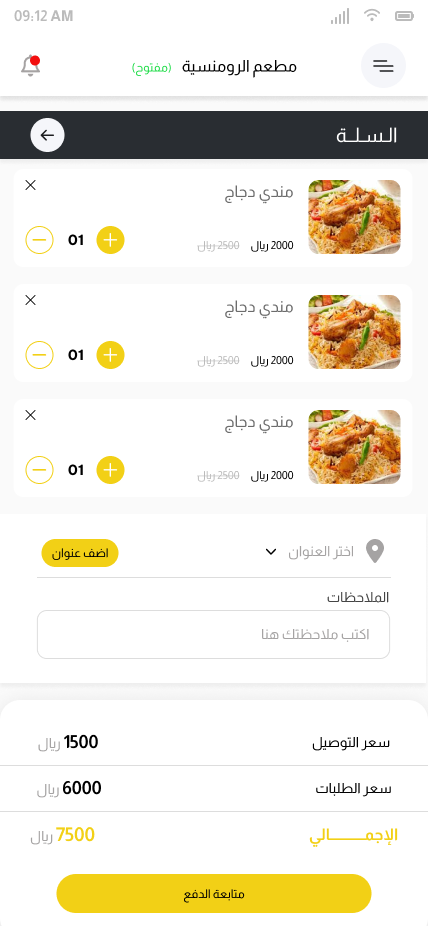 09:12 AM
مطعم الرومنسية (مفتوح)
الـسـلـــة
مندي دجاج
2000 ريال 2500 ريال
01
مندي دجاج
2000 ريال 2500 ريال
01
مندي دجاج
2000 ريال 2500 ريال
01
اختر العنوان
اضف عنوان
الملاحظات
اكتب ملاحظتك هنا
سعر التوصيل 1500 ريال
سعر الطلبات 6000 ريال
الإجمـــــــالي 7500 ريال
متابعة الدفع